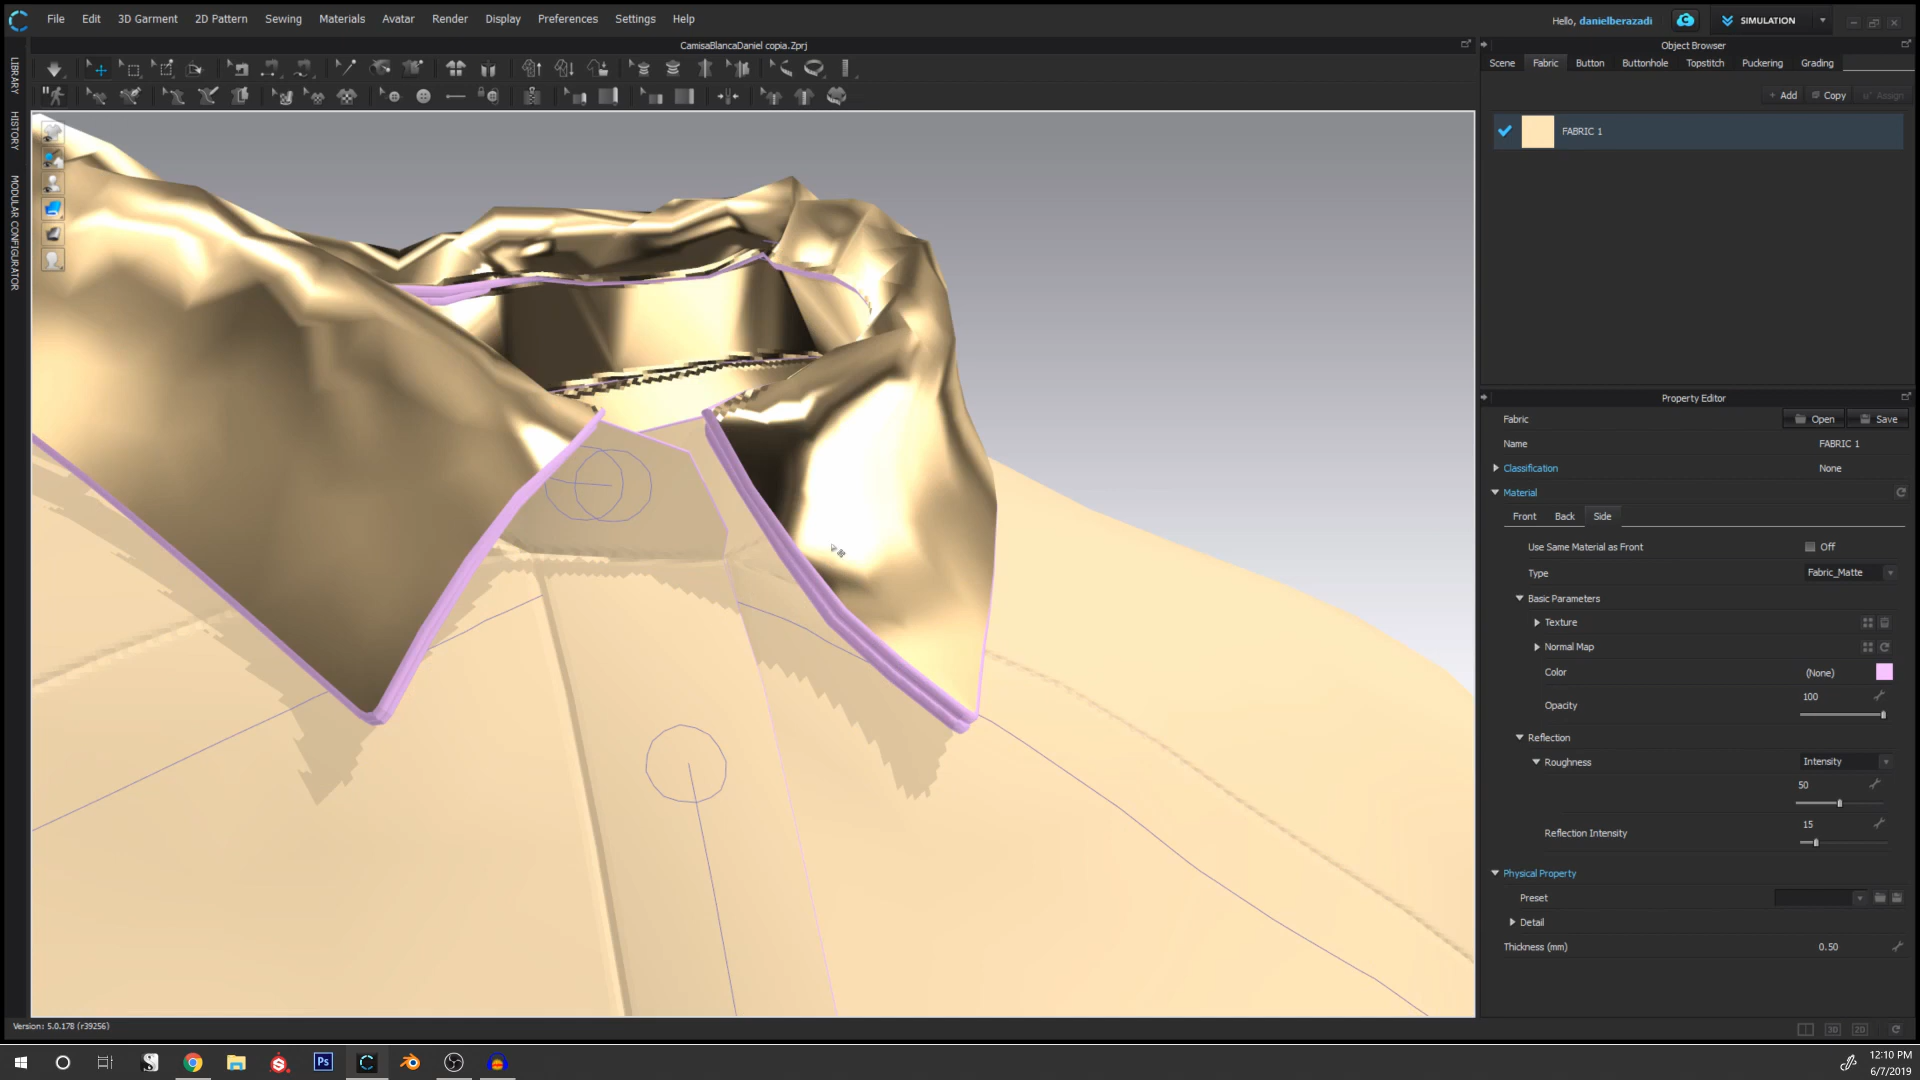 File Edit 3D Garment 2D Pattern Sewing Materials Avatar Render Display Preferences Settings Help
Hello, danielberazadi
SIMULATION
CamisaBlancaDaniel copia.Zprj
Object Browser
Scene Fabric Button Buttonhole Topstitch Puckering Grading
+ Add Copy Assign
FABRIC 1
LIBRARY
HISTORY
MODULAR CONFIGURATOR
Property Editor
Fabric Open Save
Name FABRIC 1
Classification None
Material
Front Back Side
Use Same Material as Front Off
Type Fabric_Matte
Basic Parameters
Texture
Normal Map
Color (None)
Opacity 100
Reflection
Roughness Intensity
50
Reflection Intensity 15
Physical Property
Preset
Detail
Thickness (mm) 0.50
Version: 5.0.178 (r39256)
3D 2D
Ps
12:10 PM
6/7/2019